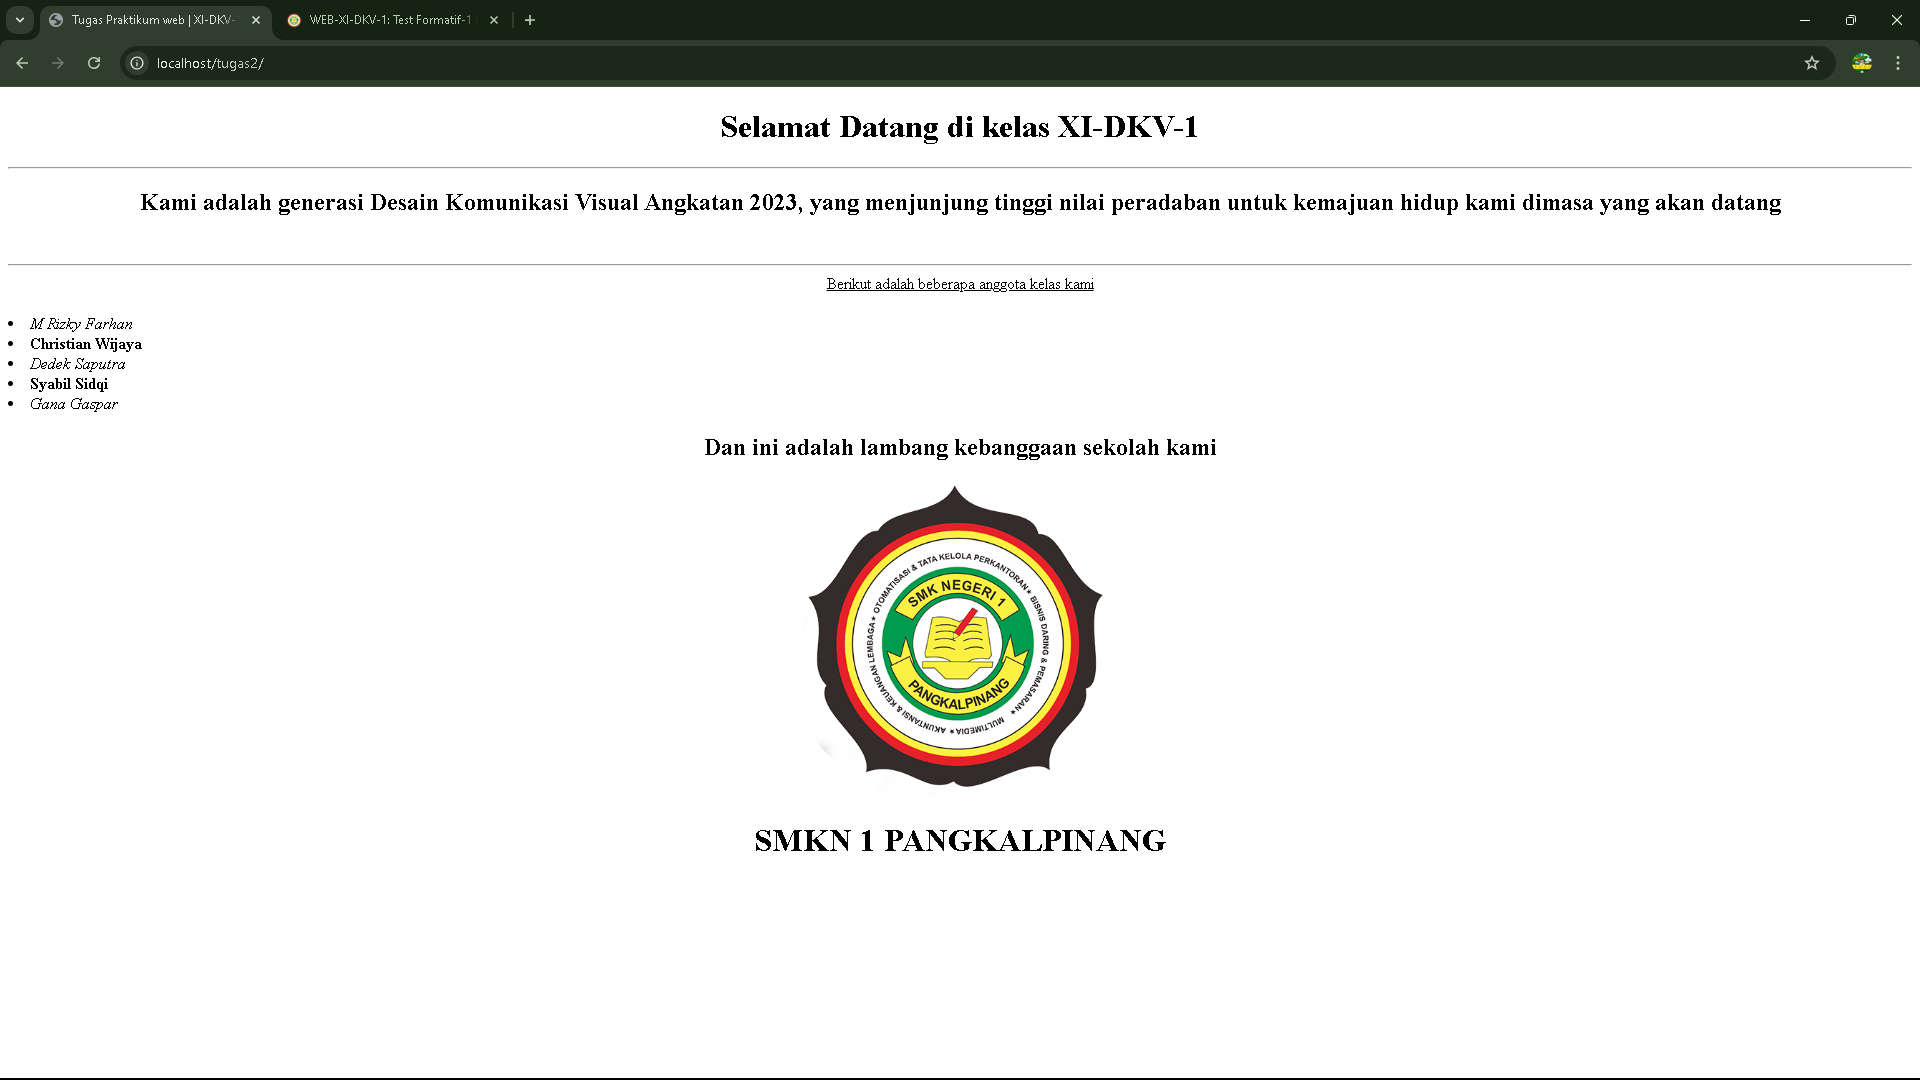 Tugas Praktikum web | XI-DKV-
WEB-XI-DKV-1: Test Formatif-1
localhost/tugas2/
Selamat Datang di kelas XI-DKV-1
Kami adalah generasi Desain Komunikasi Visual Angkatan 2023, yang menjunjung tinggi nilai peradaban untuk kemajuan hidup kami dimasa yang akan datang
Berikut adalah beberapa anggota kelas kami
M Rizky Farhan
Christian Wijaya
Dedek Saputra
Syabil Sidqi
Gana Gaspar
Dan ini adalah lambang kebanggaan sekolah kami
OTOMATISASI & TATA KELOLA PERKANTORAN
BISNIS DARING & PEMASARAN
MULTIMEDIA
AKUNTANSI & KEUANGAN LEMBAGA
SMK NEGERI 1
PANGKALPINANG
SMKN 1 PANGKALPINANG